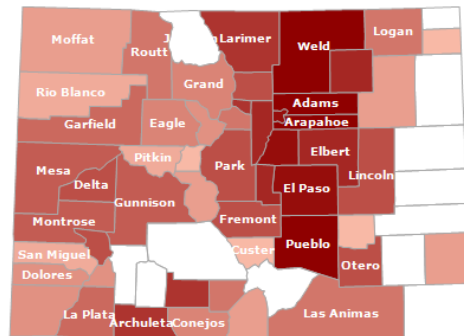 Moffat
Routt
Larimer
Weld
Logan
Rio Blanco
Grand
Adams
Garfield
Eagle
Arapahoe
Pitkin
Elbert
Mesa
Delta
Park
Lincoln
Gunnison
El Paso
Montrose
Fremont
San Miguel
Custer
Pueblo
Otero
Dolores
La Plata
Archuleta
Conejos
Las Animas